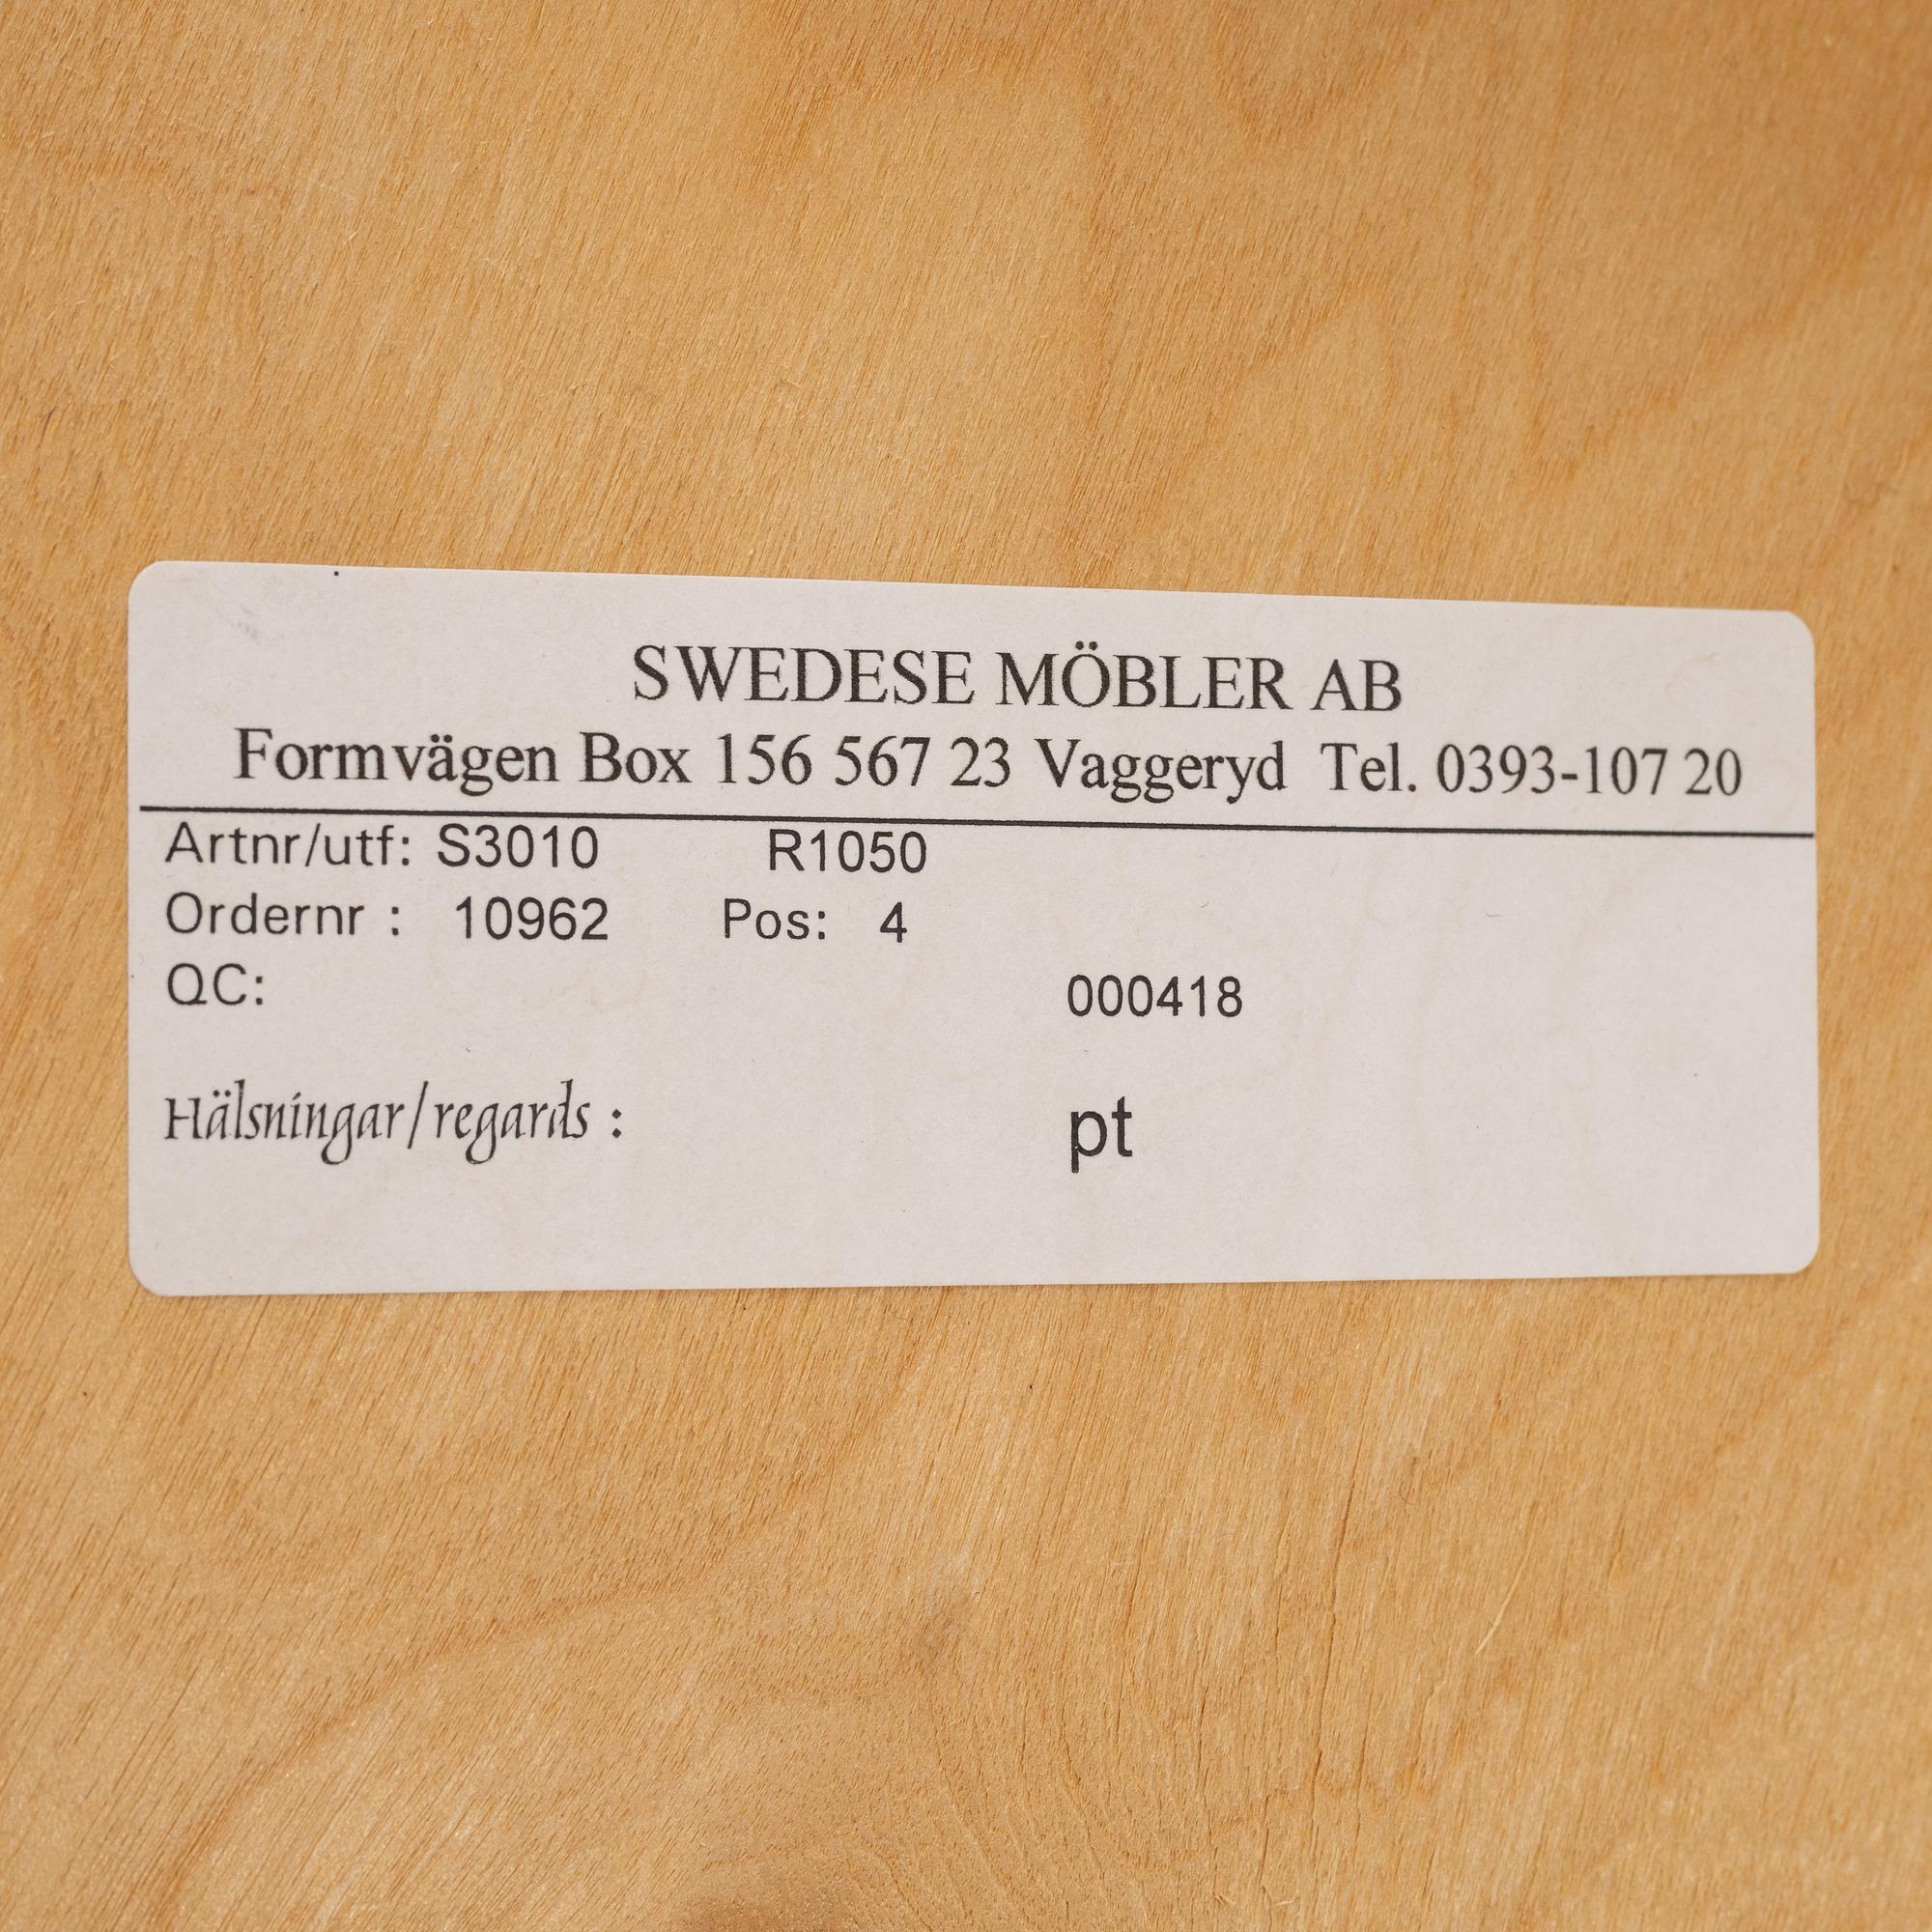 SWEDESE MÖBLER AB
Formvägen Box 156 567 23 Vaggeryd Tel. 0393-107 20
Artnr/utf: S3010 R1050
Ordernr : 10962 Pos: 4
QC: 000418
Hälsningar/regards : pt